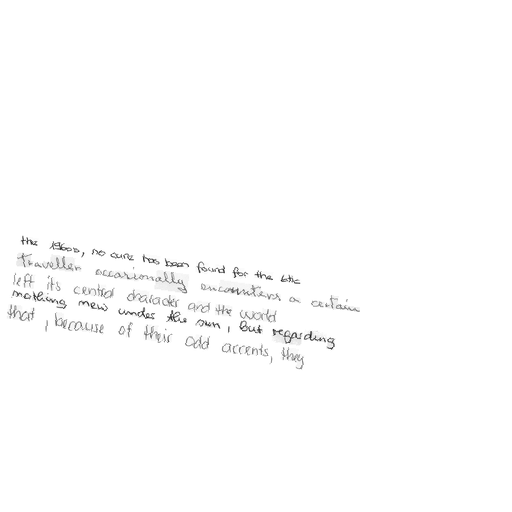 the 1960s, no cure has been found for the
Traveller occasionally encounters a certain
left its central character and the world
nothing new under the sun, but regarding
that, because of their odd accents, they